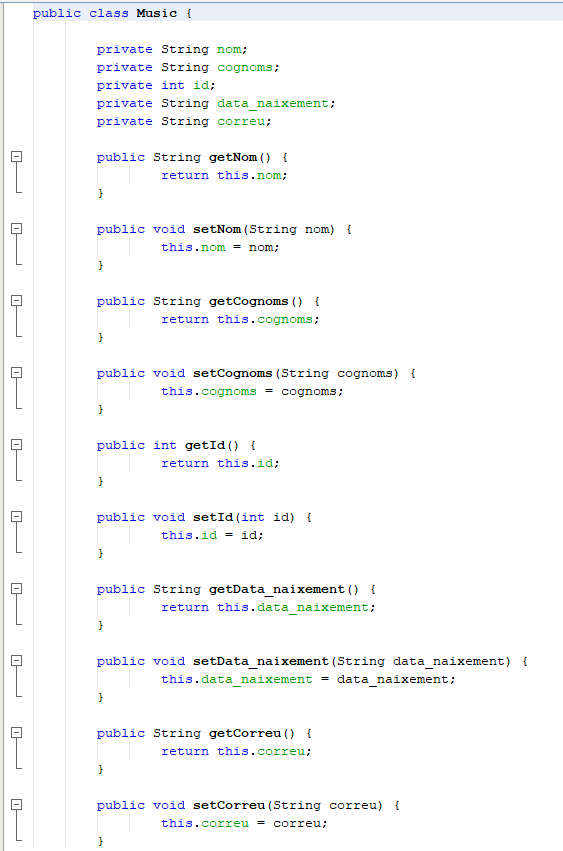 public class Music {
private String nom;
private String cognoms;
private int id;
private String data_naixement;
private String correu;
public String getNom() {
return this.nom;
}
public void setNom(String nom) {
this.nom = nom;
}
public String getCognoms() {
return this.cognoms;
}
public void setCognoms(String cognoms) {
this.cognoms = cognoms;
}
public int getId() {
return this.id;
}
public void setId(int id) {
this.id = id;
}
public String getData_naixement() {
return this.data_naixement;
}
public void setData_naixement(String data_naixement) {
this.data_naixement = data_naixement;
}
public String getCorreu() {
return this.correu;
}
public void setCorreu(String correu) {
this.correu = correu;
}